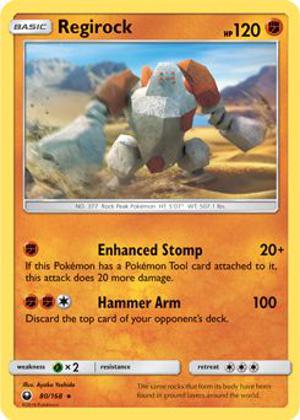 BASIC Regirock HP 120
NO. 377 Rock Peak Pokémon HT: 5'07" WT: 507.1 lbs.
Enhanced Stomp 20+
If this Pokémon has a Pokémon Tool card attached to it,
this attack does 20 more damage.
Hammer Arm 100
Discard the top card of your opponent's deck.
weakness ×2 resistance retreat
Illus. Ayaka Yoshida
80/168 ★
©2018 Pokémon
The same rocks that form its body have been
found in ground layers around the world.